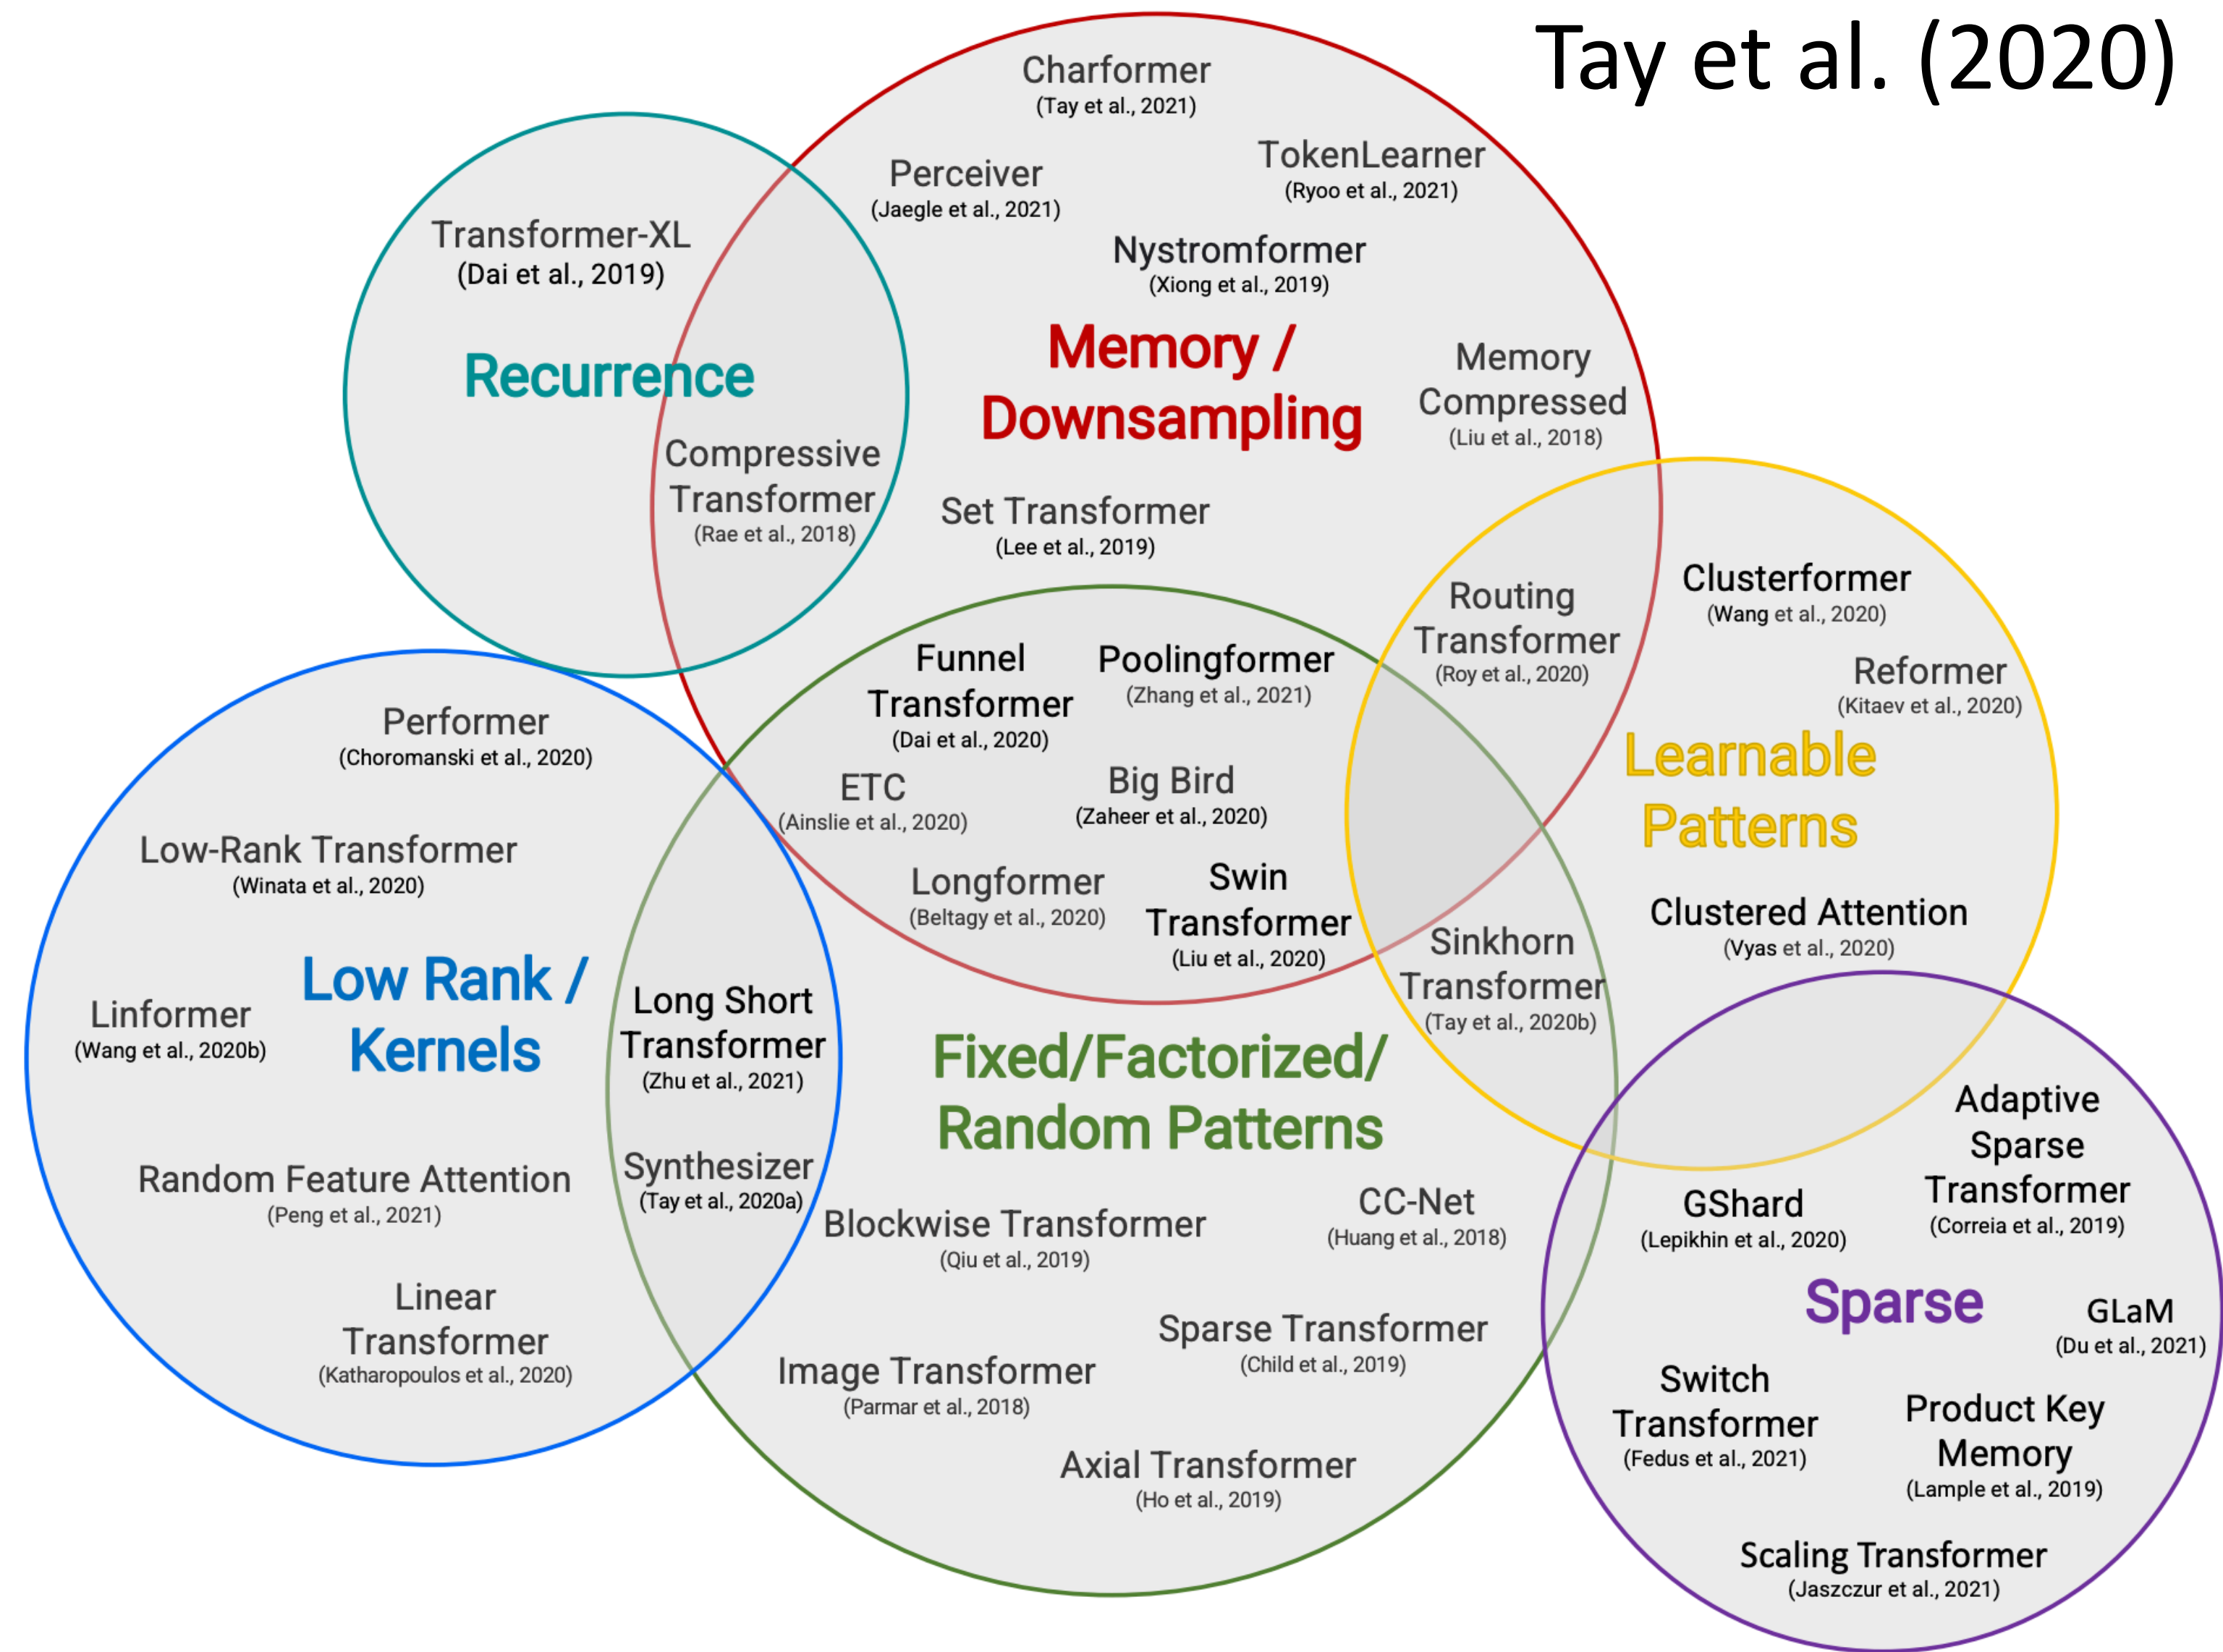 Tay et al. (2020)
Charformer
(Tay et al., 2021)
TokenLearner
(Ryoo et al., 2021)
Perceiver
(Jaegle et al., 2021)
Nystromformer
(Xiong et al., 2019)
Memory /
Downsampling
Memory
Compressed
(Liu et al., 2018)
Set Transformer
(Lee et al., 2019)
Transformer-XL
(Dai et al., 2019)
Recurrence
Compressive
Transformer
(Rae et al., 2018)
Funnel
Transformer
(Dai et al., 2020)
Poolingformer
(Zhang et al., 2021)
ETC
(Ainslie et al., 2020)
Big Bird
(Zaheer et al., 2020)
Longformer
(Beltagy et al., 2020)
Swin
Transformer
(Liu et al., 2020)
Routing
Transformer
(Roy et al., 2020)
Clusterformer
(Wang et al., 2020)
Reformer
(Kitaev et al., 2020)
Learnable
Patterns
Clustered Attention
(Vyas et al., 2020)
Sinkhorn
Transformer
(Tay et al., 2020b)
Performer
(Choromanski et al., 2020)
Low-Rank Transformer
(Winata et al., 2020)
Low Rank /
Kernels
Linformer
(Wang et al., 2020b)
Random Feature Attention
(Peng et al., 2021)
Linear
Transformer
(Katharopoulos et al., 2020)
Long Short
Transformer
(Zhu et al., 2021)
Synthesizer
(Tay et al., 2020a)
Fixed/Factorized/
Random Patterns
Blockwise Transformer
(Qiu et al., 2019)
CC-Net
(Huang et al., 2018)
Sparse Transformer
(Child et al., 2019)
Image Transformer
(Parmar et al., 2018)
Axial Transformer
(Ho et al., 2019)
Adaptive
Sparse
Transformer
(Correia et al., 2019)
GShard
(Lepikhin et al., 2020)
Sparse
GLaM
(Du et al., 2021)
Switch
Transformer
(Fedus et al., 2021)
Product Key
Memory
(Lample et al., 2019)
Scaling Transformer
(Jaszczur et al., 2021)